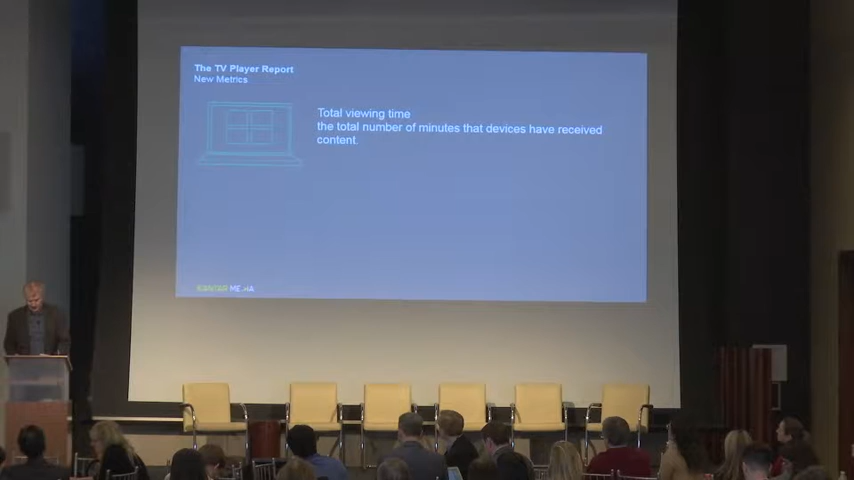 The TV Player Report
New Metrics
Total viewing time
the total number of minutes that devices have received
content.
KANTAR MEDIA